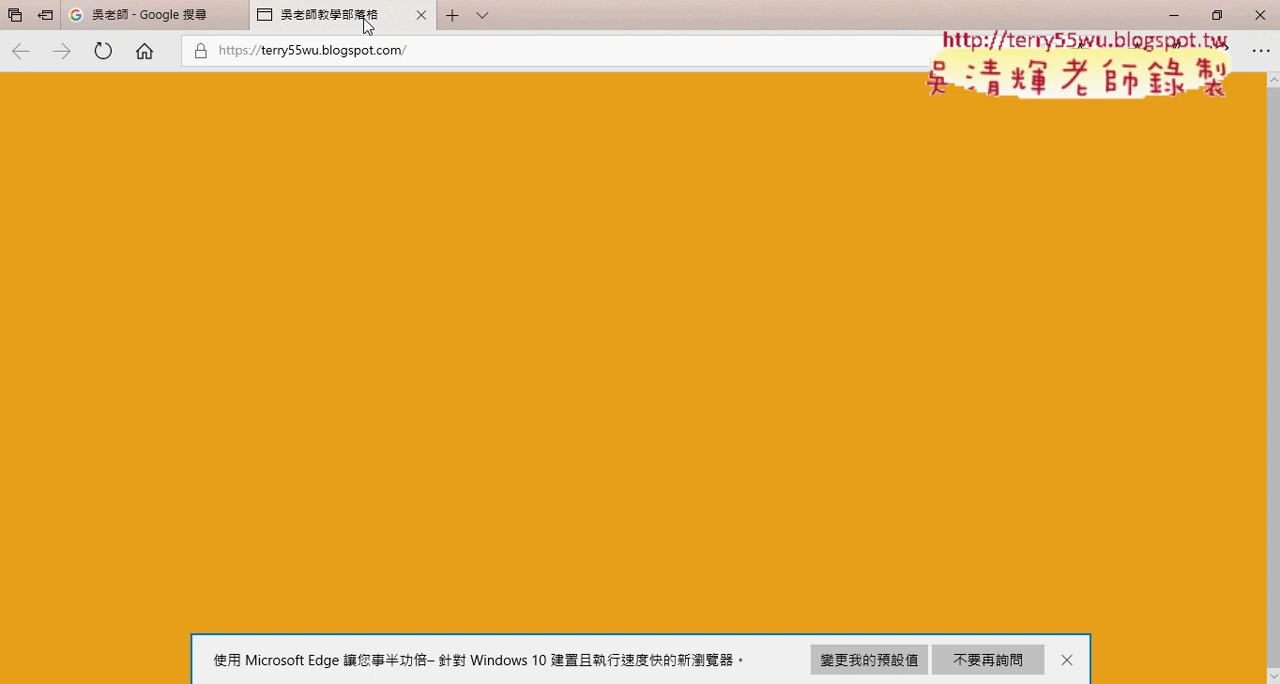 吳老師 - Google 搜尋
吳老師教學部落格
https://terry55wu.blogspot.com/
http://terry55wu.blogspot.tw
吳清輝老師錄製
使用 Microsoft Edge 讓您事半功倍– 針對 Windows 10 建置且執行速度快的新瀏覽器。
變更我的預設值
不要再詢問